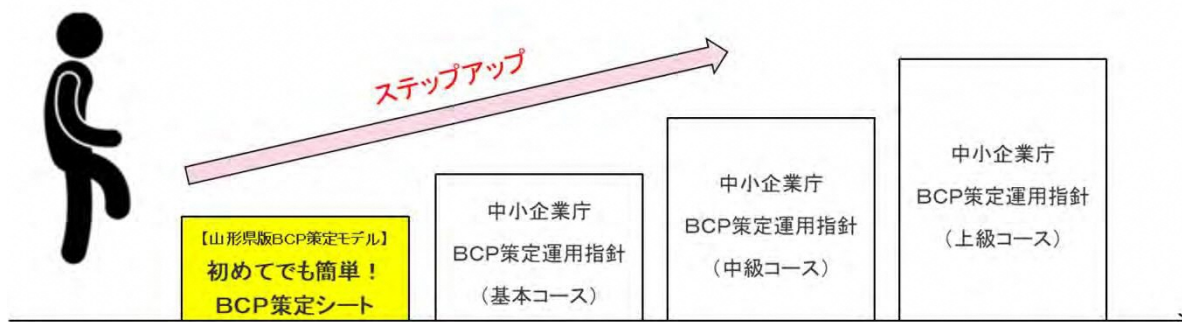 ステップアップ
【山形県版BCP策定モデル】
初めてでも簡単!
BCP策定シート
中小企業庁
BCP策定運用指針
(基本コース)
中小企業庁
BCP策定運用指針
(中級コース)
中小企業庁
BCP策定運用指針
(上級コース)